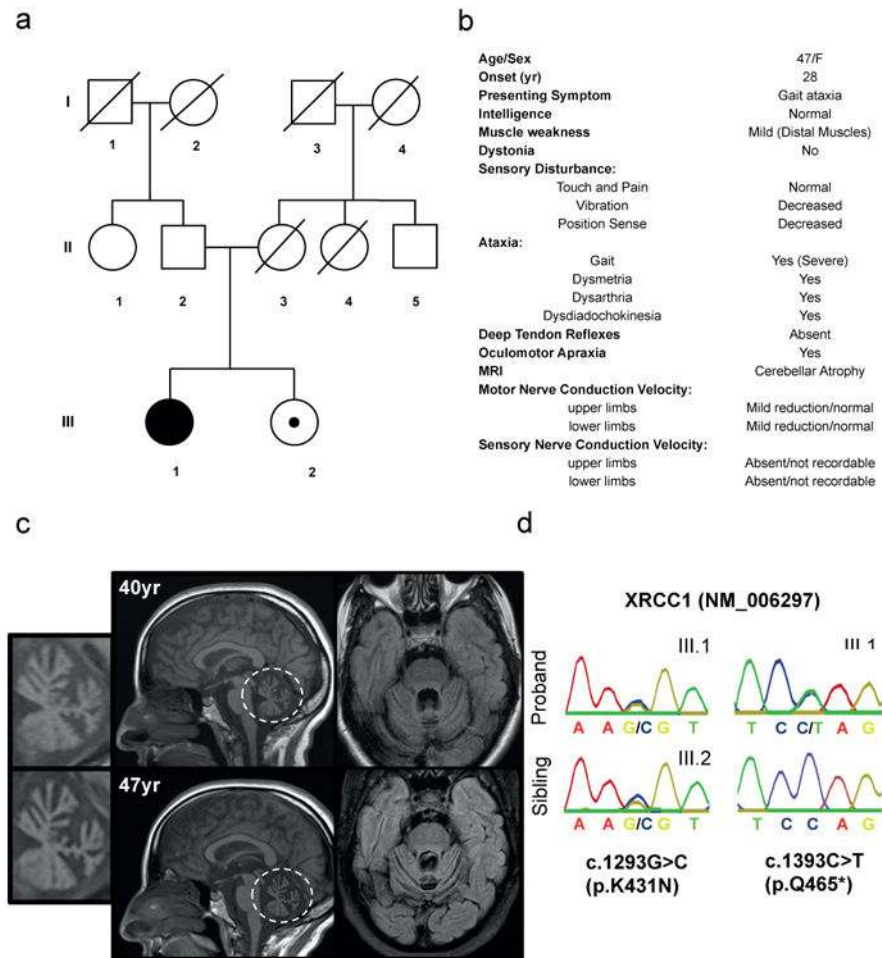 a
I
1
2
3
4
II
1
2
3
4
5
III
1
2
b
Age/Sex 47/F
Onset (yr) 28
Presenting Symptom Gait ataxia
Intelligence Normal
Muscle weakness Mild (Distal Muscles)
Dystonia No
Sensory Disturbance:
Touch and Pain Normal
Vibration Decreased
Position Sense Decreased
Ataxia:
Gait Yes (Severe)
Dysmetria Yes
Dysarthria Yes
Dysdiadochokinesia Yes
Deep Tendon Reflexes Absent
Oculomotor Apraxia Yes
MRI Cerebellar Atrophy
Motor Nerve Conduction Velocity:
upper limbs Mild reduction/normal
lower limbs Mild reduction/normal
Sensory Nerve Conduction Velocity:
upper limbs Absent/not recordable
lower limbs Absent/not recordable
c
40yr
47yr
d
XRCC1 (NM_006297)
Proband
III.1
III 1
A A G/C G T
T C C/T A G
Sibling
III.2
A A G/C G T
T C C A G
c.1293G>C
(p.K431N)
c.1393C>T
(p.Q465*)